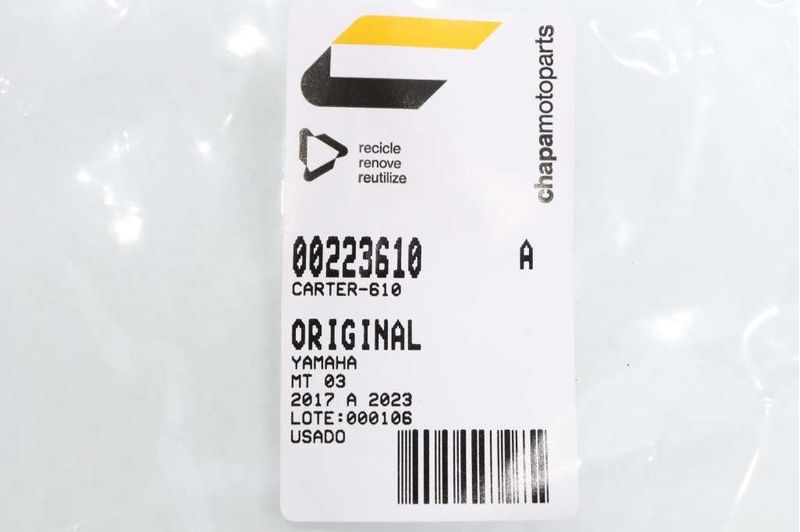 chapamotoparts
recicle
renove
reutilize
00223610 A
CARTER-610
ORIGINAL
YAMAHA
MT 03
2017 A 2023
LOTE:000106
USADO